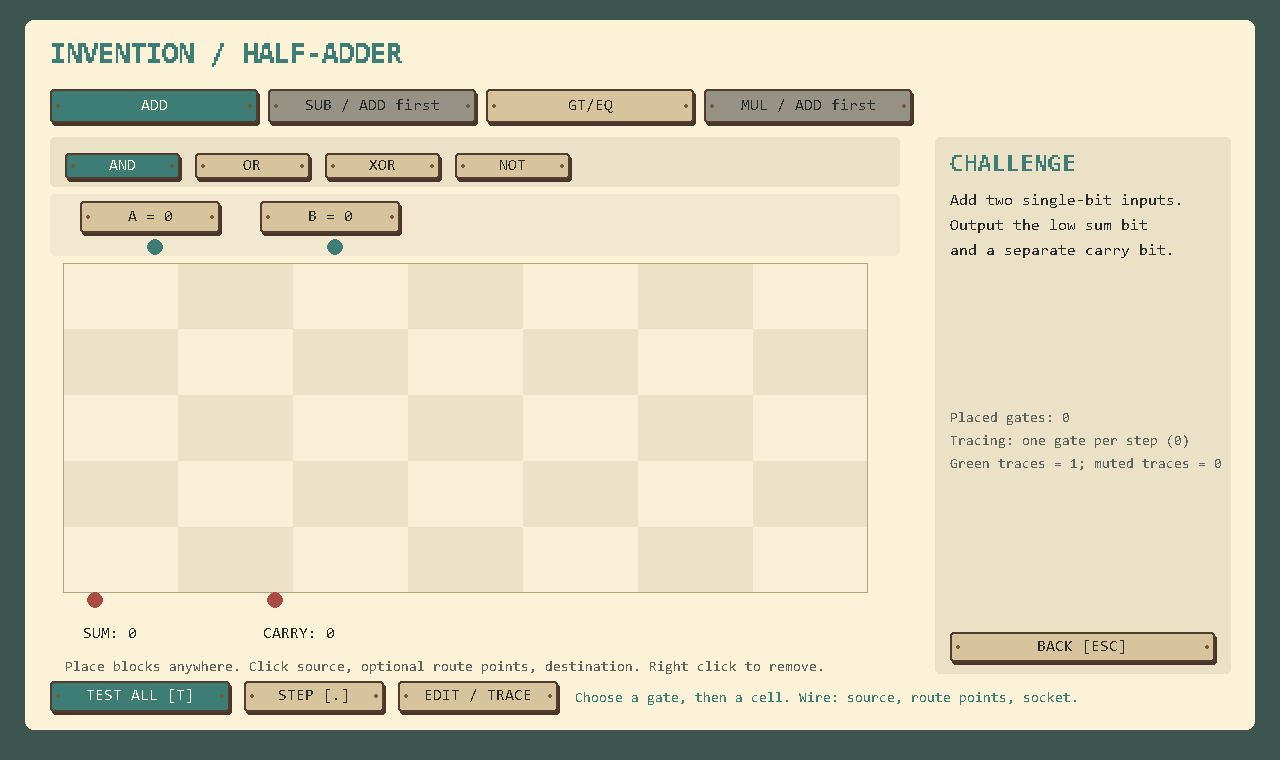 INVENTION / HALF-ADDER
ADD
SUB / ADD first
GT/EQ
MUL / ADD first
AND
OR
XOR
NOT
A = 0
B = 0
CHALLENGE
Add two single-bit inputs.
Output the low sum bit
and a separate carry bit.
Placed gates: 0
Tracing: one gate per step (0)
Green traces = 1; muted traces = 0
BACK [ESC]
SUM: 0
CARRY: 0
Place blocks anywhere. Click source, optional route points, destination. Right click to remove.
TEST ALL [T]
STEP [.]
EDIT / TRACE
Choose a gate, then a cell. Wire: source, route points, socket.